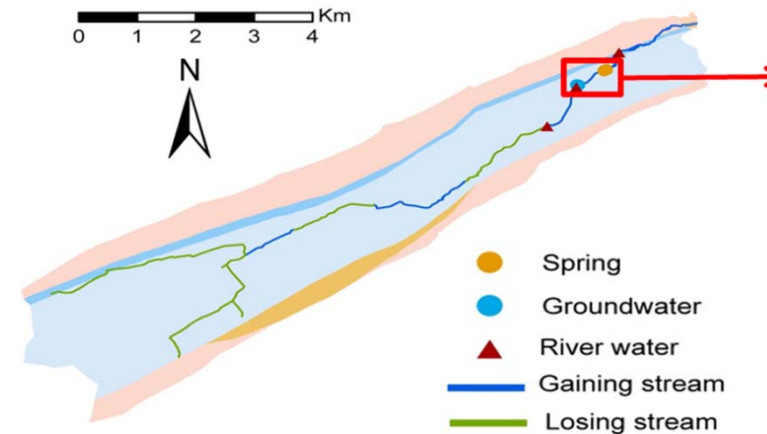 Km
0 1 2 3 4
N
Spring
Groundwater
River water
Gaining stream
Losing stream